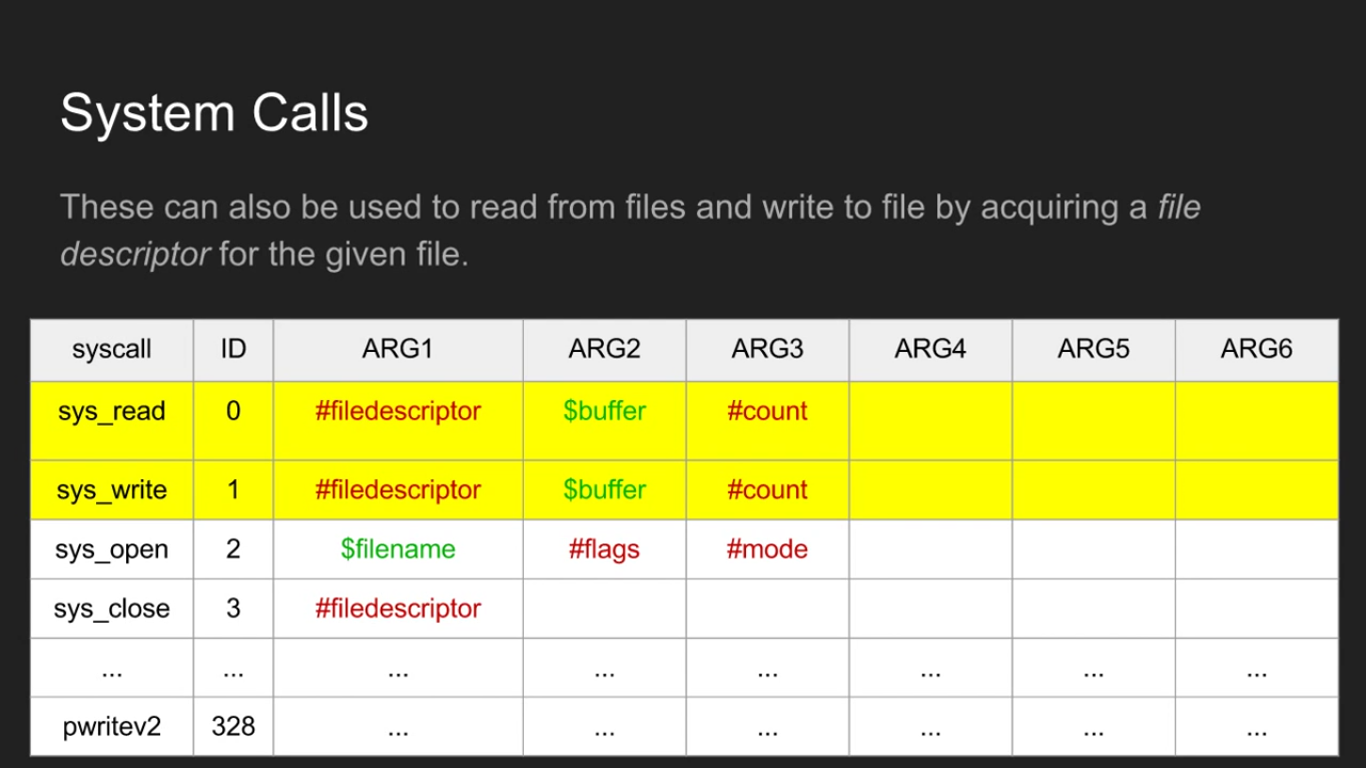 System Calls
These can also be used to read from files and write to file by acquiring a file
descriptor for the given file.
syscall ID ARG1 ARG2 ARG3 ARG4 ARG5 ARG6
sys_read 0 #filedescriptor $buffer #count
sys_write 1 #filedescriptor $buffer #count
sys_open 2 $filename #flags #mode
sys_close 3 #filedescriptor
... ... ... ... ... ... ... ...
pwritev2 328 ... ... ... ... ... ...